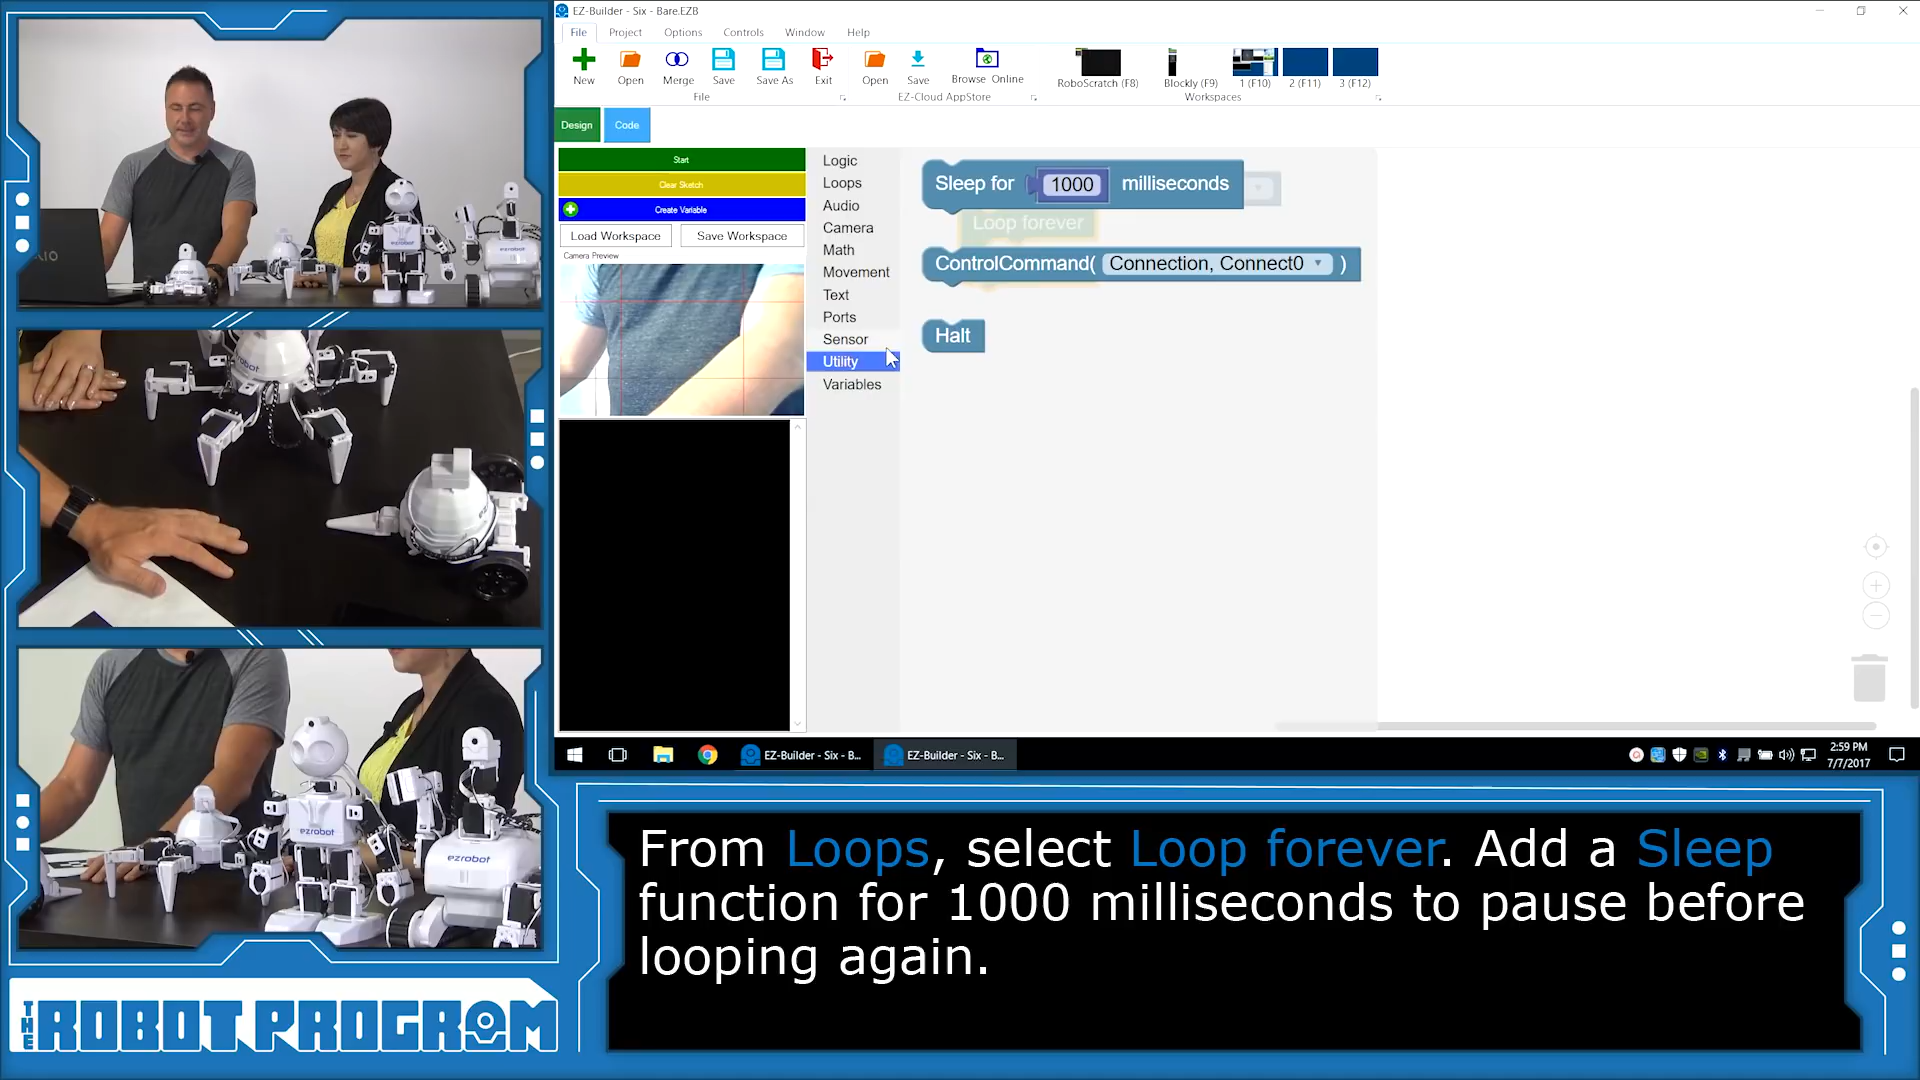 EZ-Builder - Six - Bare.EZB
File Project Options Controls Window Help
New Open Merge Save Save As Exit Open Save Browse Online RoboScratch (F8) Blockly (F9) 1 (F10) 2 (F11) 3 (F12)
File EZ-Cloud AppStore Workspaces
Design Code
Start
Clear Sketch
Create Variable
Load Workspace Save Workspace
Camera Preview
Logic
Loops
Audio
Camera
Math
Movement
Text
Ports
Sensor
Utility
Variables
Sleep for 1000 milliseconds
Loop forever
ControlCommand( Connection, Connect0 )
Halt
EZ-Builder - Six - B... EZ-Builder - Six - B...
2:59 PM
7/7/2017
ezrobot
ezrobot
From Loops, select Loop forever. Add a Sleep
function for 1000 milliseconds to pause before
looping again.
THE ROBOT PROGRAM